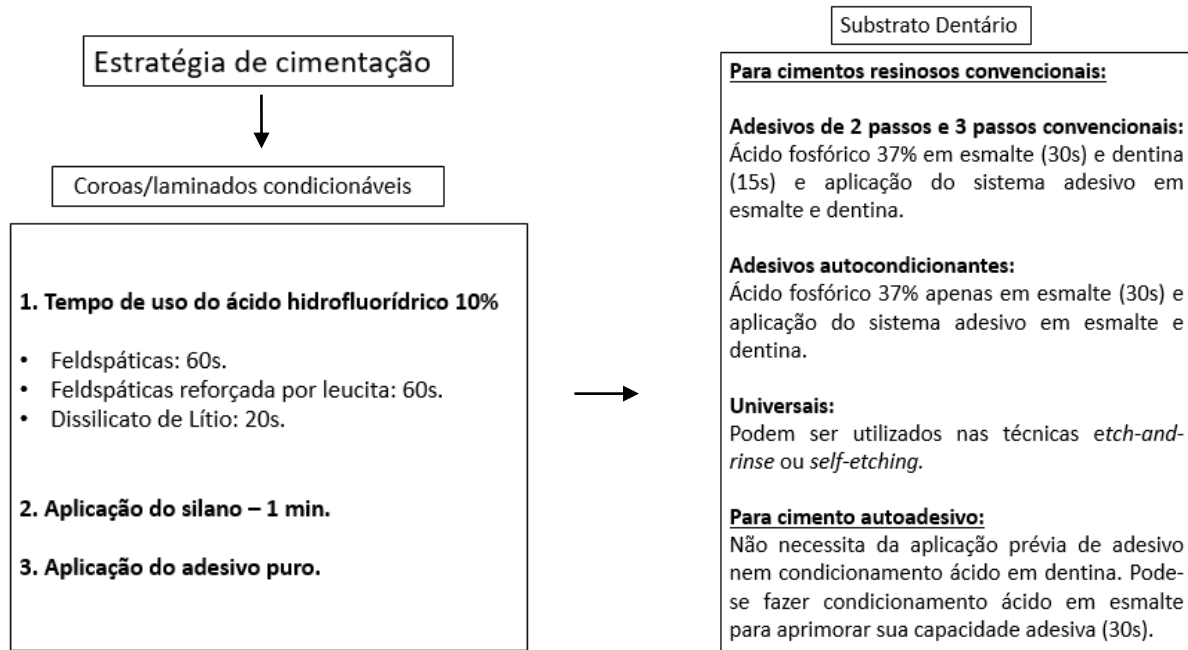 Estratégia de cimentação
Coroas/laminados condicionáveis
1. Tempo de uso do ácido hidrofluorídrico 10%
• Feldspáticas: 60s.
• Feldspáticas reforçada por leucita: 60s.
• Dissilicato de Lítio: 20s.
2. Aplicação do silano – 1 min.
3. Aplicação do adesivo puro.
Substrato Dentário
Para cimentos resinosos convencionais:
Adesivos de 2 passos e 3 passos convencionais:
Ácido fosfórico 37% em esmalte (30s) e dentina
(15s) e aplicação do sistema adesivo em
esmalte e dentina.
Adesivos autocondicionantes:
Ácido fosfórico 37% apenas em esmalte (30s) e
aplicação do sistema adesivo em esmalte e
dentina.
Universais:
Podem ser utilizados nas técnicas etch-and-
rinse ou self-etching.
Para cimento autoadesivo:
Não necessita da aplicação prévia de adesivo
nem condicionamento ácido em dentina. Pode-
se fazer condicionamento ácido em esmalte
para aprimorar sua capacidade adesiva (30s).